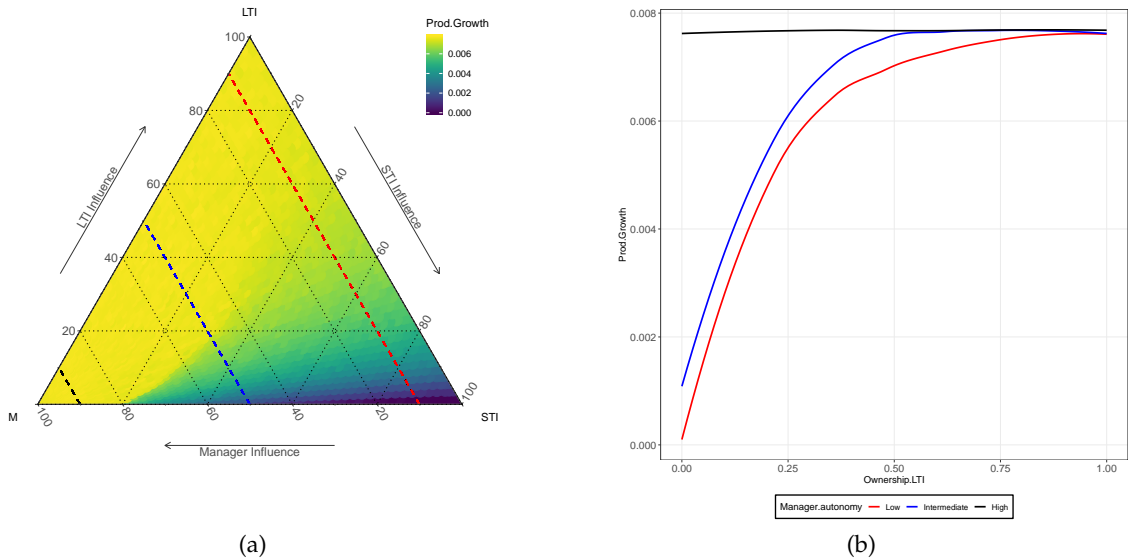 LTI
Prod.Growth
0.006
0.004
0.002
0.000
100
80
60
40
20
20
40
60
80
100
LTI Influence
STI Influence
M
100
80
60
40
20
STI
Manager Influence
(a)
0.008
0.006
0.004
0.002
0.000
Prod.Growth
0.00 0.25 0.50 0.75 1.00
Ownership.LTI
Manager.autonomy Low Intermediate High
(b)